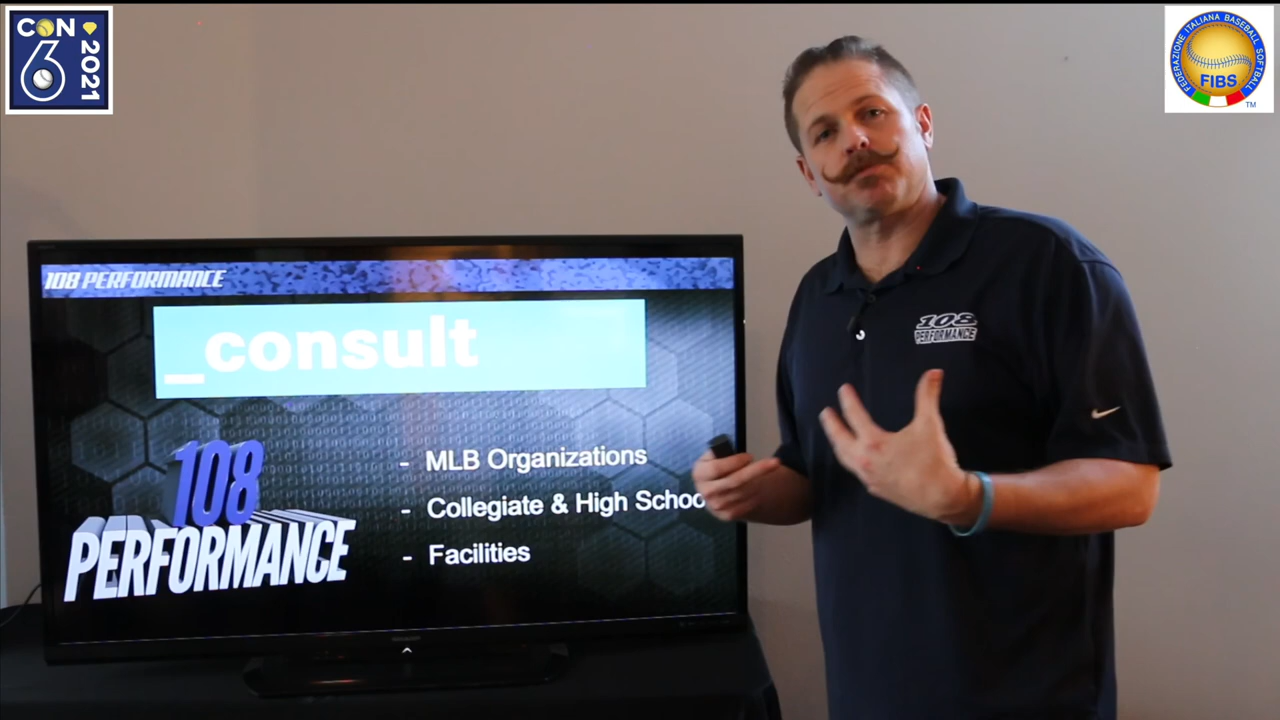 CON
6
2021
FEDERAZIONE ITALIANA BASEBALL SOFTBALL
FIBS
TM
108 PERFORMANCE
_consult
108
PERFORMANCE
- MLB Organizations
- Collegiate & High Schoo
- Facilities
108
PERFORMANCE